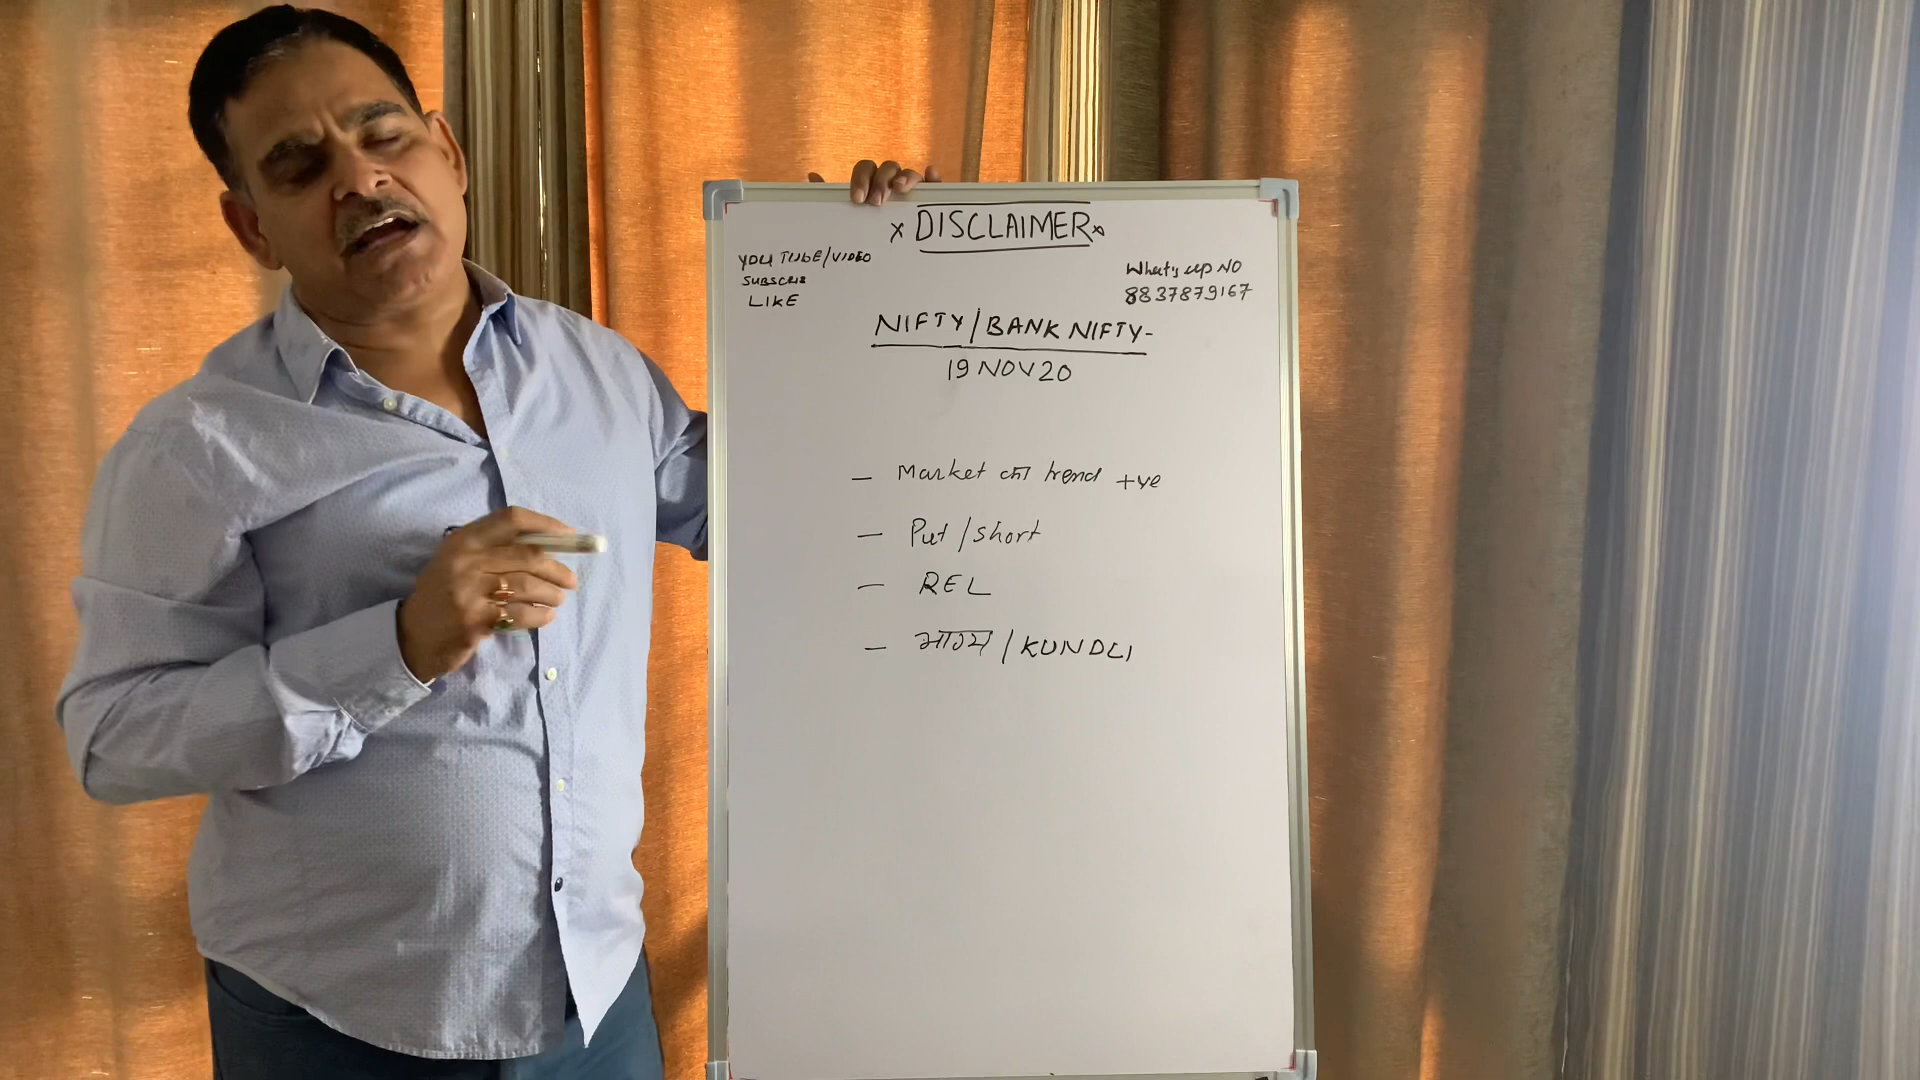 x DISCLAIMER x
YOU TUBE/VIDEO
SUBSCRIB
LIKE
What's up NO
8837879167
NIFTY/BANK NIFTY-
19 NOV 20
— Market का trend +ve
— Put/short
— REL
— भाग्य/KUNDLI